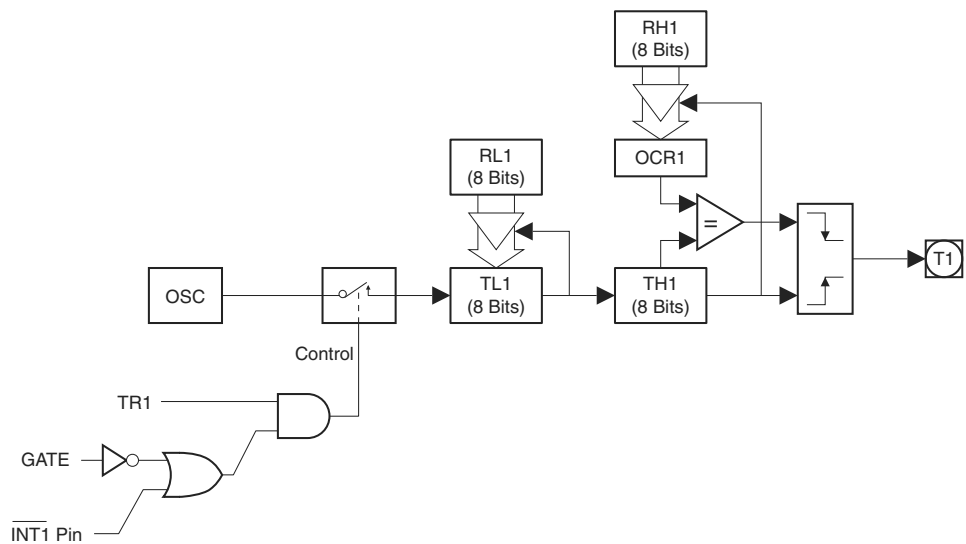 RH1
(8 Bits)
OCR1
RL1
(8 Bits)
=
T1
OSC
TL1
(8 Bits)
TH1
(8 Bits)
Control
TR1
GATE
INT1 Pin